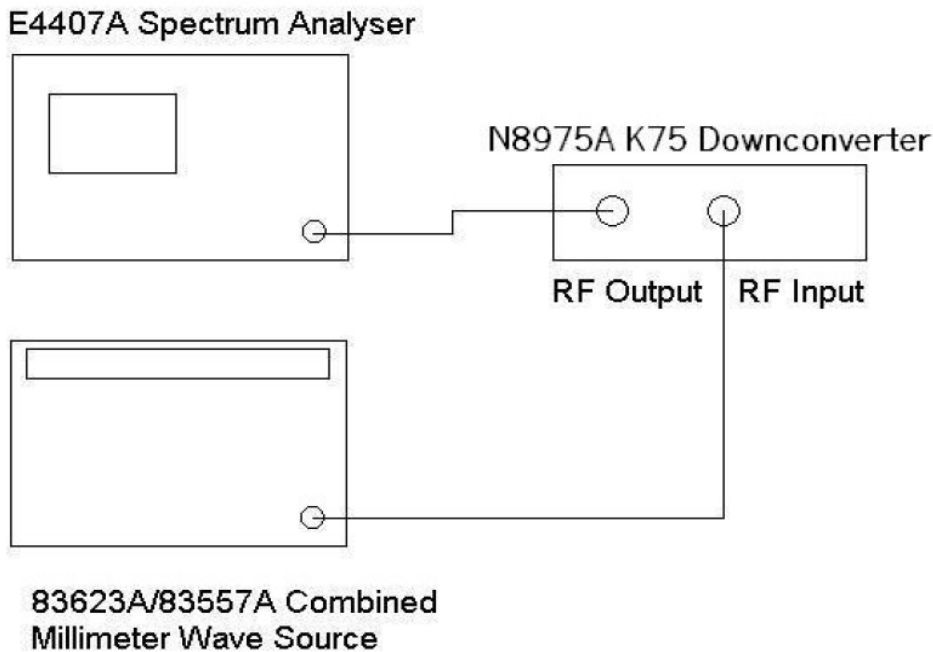 E4407A Spectrum Analyser
N8975A K75 Downconverter
RF Output
RF Input
83623A/83557A Combined
Millimeter Wave Source